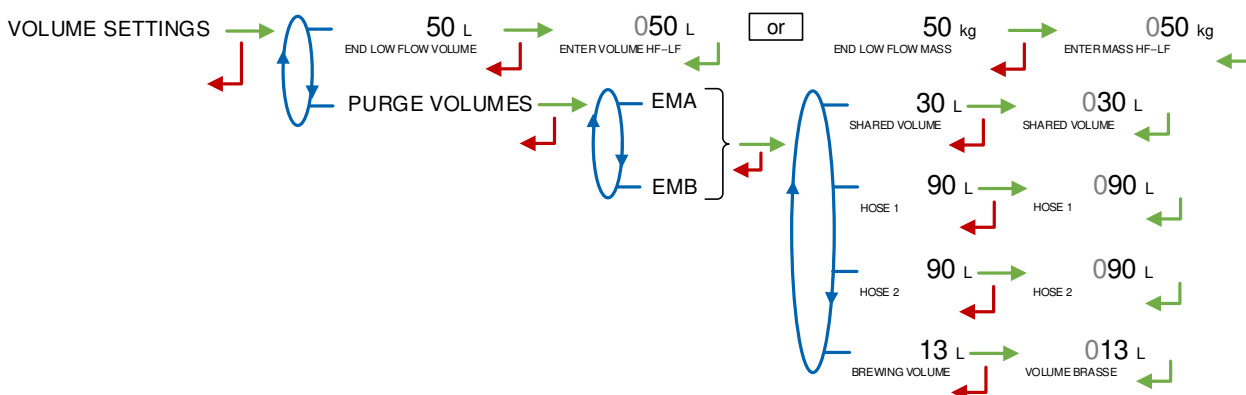 VOLUME SETTINGS
50 L
END LOW FLOW VOLUME
050 L
ENTER VOLUME HF-LF
or
50 kg
END LOW FLOW MASS
050 kg
ENTER MASS HF-LF
PURGE VOLUMES
EMA
EMB
30 L
SHARED VOLUME
030 L
SHARED VOLUME
90 L
HOSE 1
090 L
HOSE 1
90 L
HOSE 2
090 L
HOSE 2
13 L
BREWING VOLUME
013 L
VOLUME BRASSE